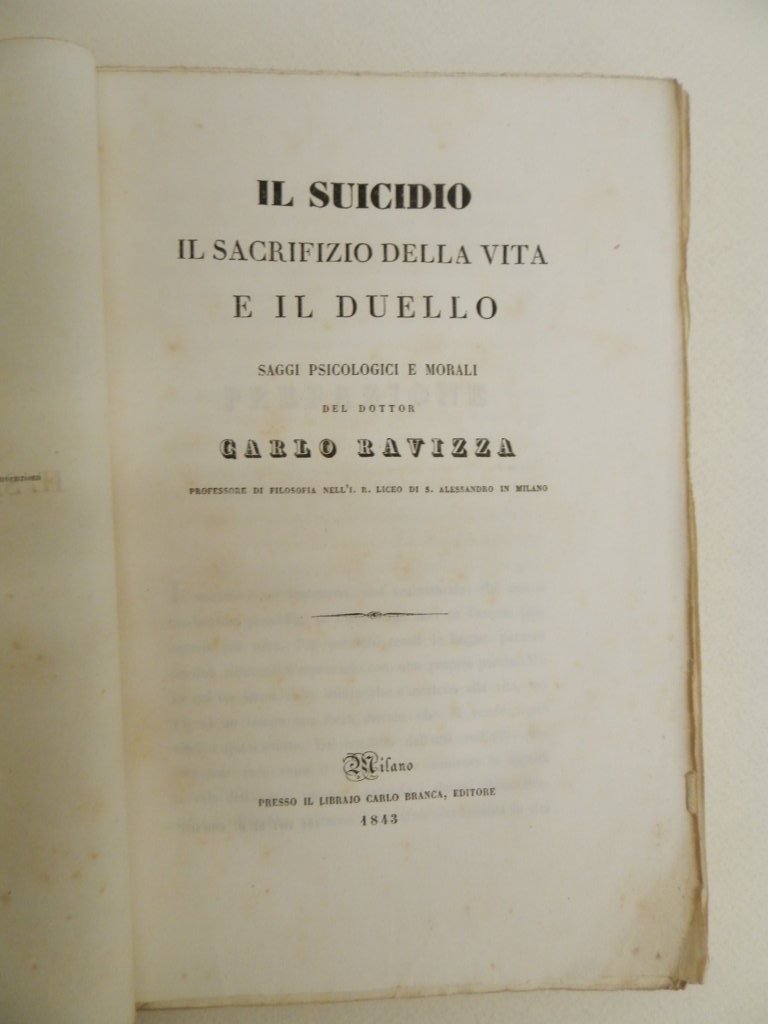 IL SUICIDIO
IL SACRIFIZIO DELLA VITA
E IL DUELLO
SAGGI PSICOLOGICI E MORALI
DEL DOTTOR
CARLO RAVIZZA
PROFESSORE DI FILOSOFIA NELL'I. R. LICEO DI S. ALESSANDRO IN MILANO
Milano
PRESSO IL LIBRAJO CARLO BRANCA, EDITORE
1843